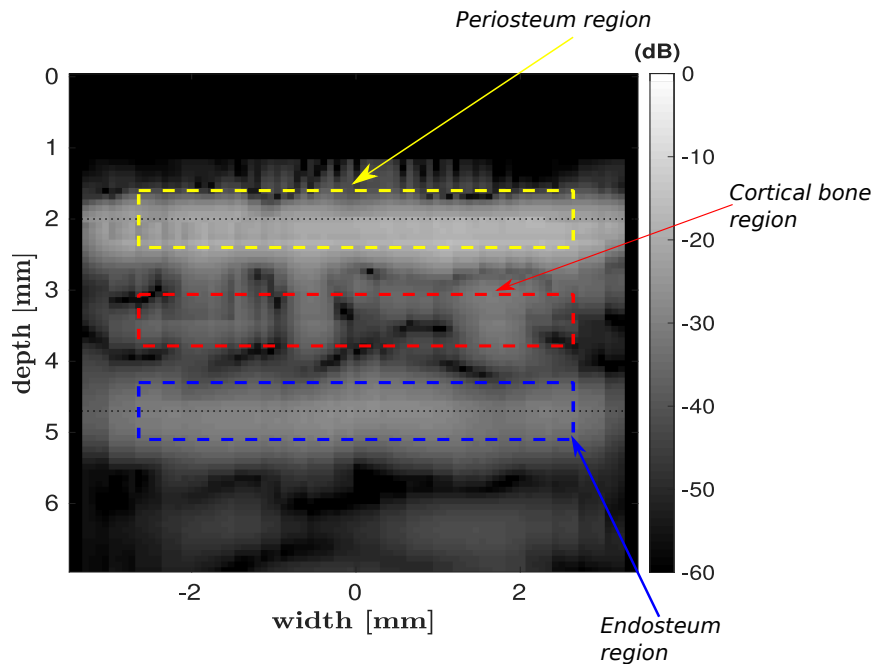 Periosteum region
(dB)
0
0
1
-10
Cortical bone
region
2
-20
3
-30
depth [mm]
4
-40
5
-50
6
-60
-2
0
2
width [mm]
Endosteum
region